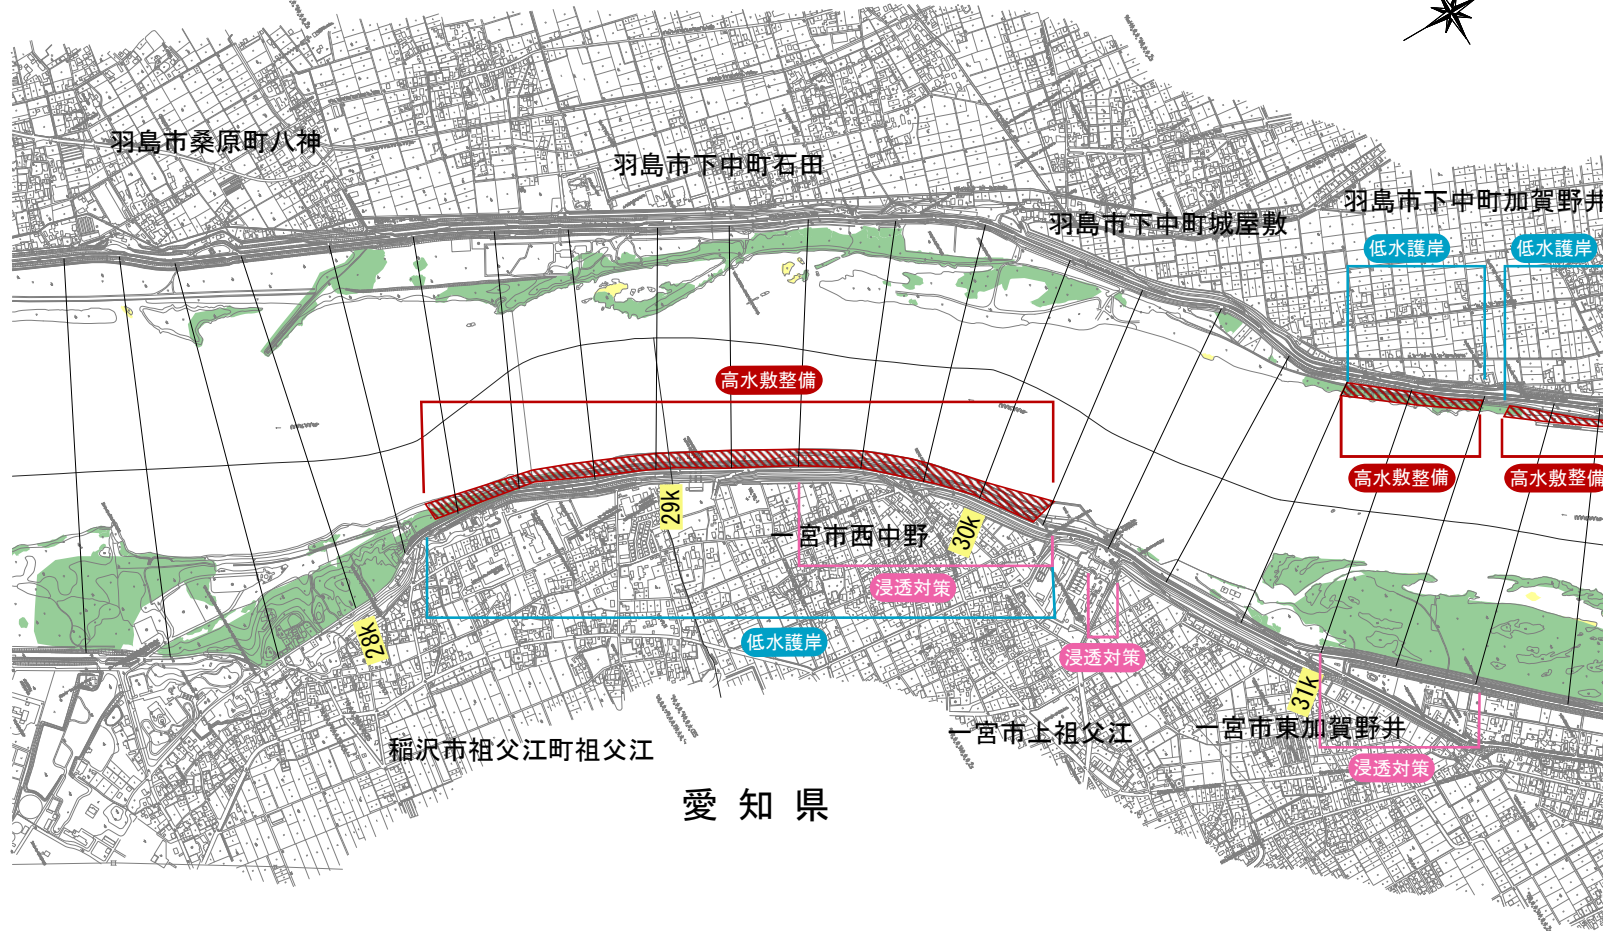 羽島市桑原町八神
羽島市下中町石田
羽島市下中町城屋敷
羽島市下中町加賀野井
低水護岸
低水護岸
高水敷整備
高水敷整備
高水敷整備
29k
一宮市西中野
30k
浸透対策
28k
低水護岸
浸透対策
31k
一宮市上祖父江
一宮市東加賀野井
稲沢市祖父江町祖父江
浸透対策
愛知県